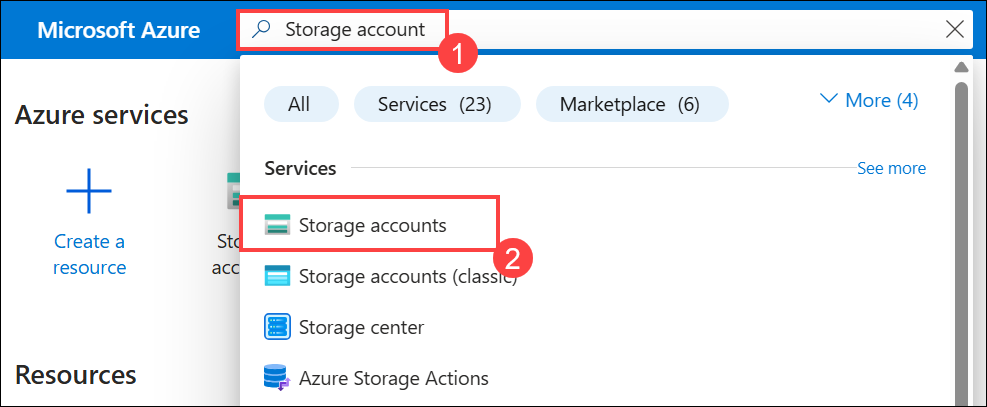 Microsoft Azure
Storage account
1
All
Services (23)
Marketplace (6)
More (4)
Azure services
Services
See more
Create a
resource
Sto
acc
Storage accounts
2
Storage accounts (classic)
Storage center
Azure Storage Actions
Resources